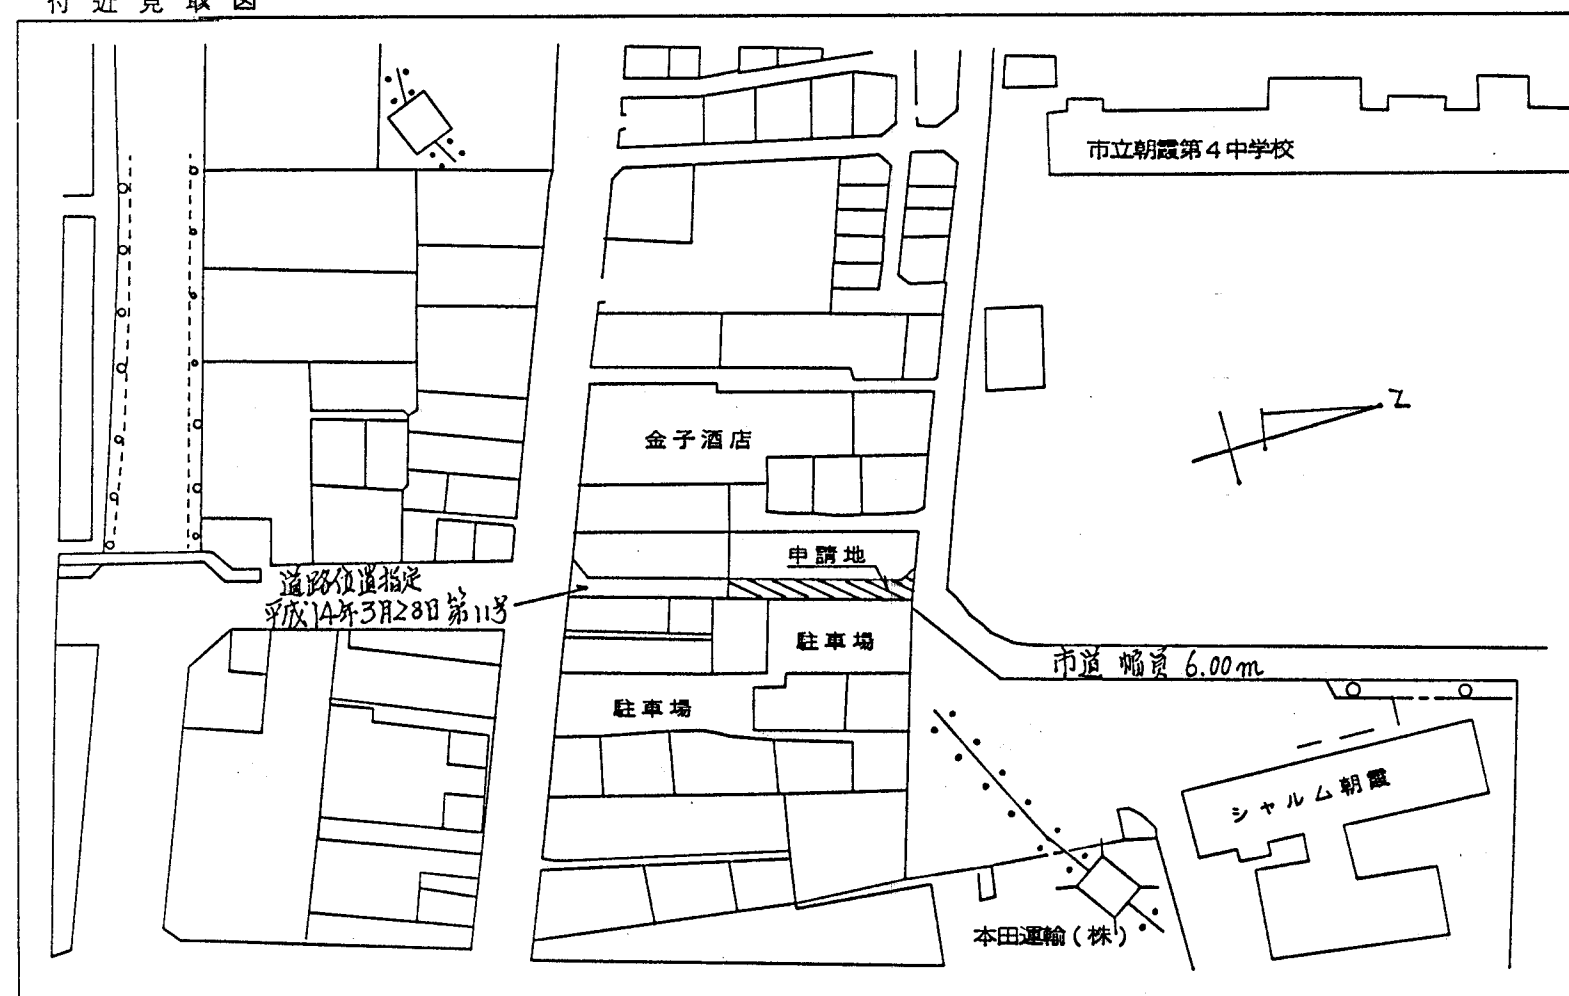 付近見取図
市立朝霞第4中学校
Z
金子酒店
申請地
道路位置指定
平成14年3月28日第11号
駐車場
市道 幅員 6.00m
駐車場
シャルム朝霞
本田運輸(株)